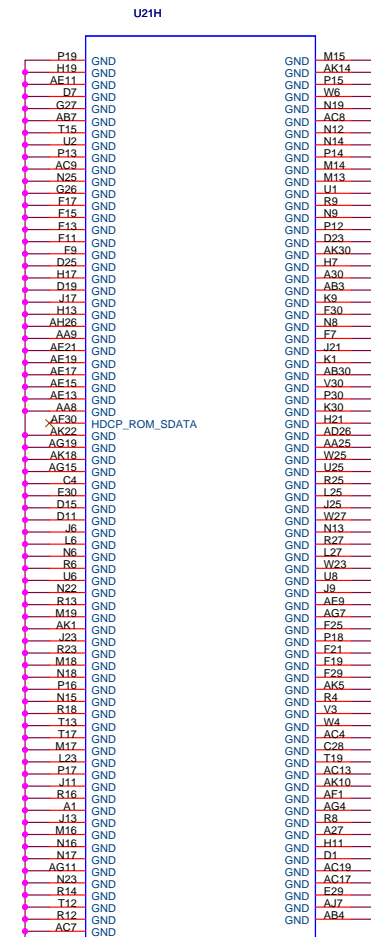 U21H
P19 GND GND M15
H19 GND GND AK14
AE11 GND GND P15
D7 GND GND W6
G27 GND GND N19
AB7 GND GND AC8
T15 GND GND N12
U2 GND GND N14
P13 GND GND P14
AC9 GND GND M14
N25 GND GND M13
G26 GND GND U1
F17 GND GND R9
F15 GND GND N9
F13 GND GND P12
F11 GND GND D23
F9 GND GND AK30
D25 GND GND H7
H17 GND GND A30
D19 GND GND AB3
J17 GND GND K9
H13 GND GND F30
AH26 GND GND N8
AA9 GND GND F7
AE21 GND GND J21
AE19 GND GND K1
AE17 GND GND AB30
AE15 GND GND V30
AE13 GND GND P30
AA8 GND GND K30
AF30 HDCP_ROM_SDATA GND H21
AK22 GND GND AD26
AG19 GND GND AA25
AK18 GND GND W25
AG15 GND GND U25
C4 GND GND R25
E30 GND GND L25
D15 GND GND J25
D11 GND GND W27
J6 GND GND N13
L6 GND GND R27
N6 GND GND L27
R6 GND GND W23
U6 GND GND U8
N22 GND GND J9
R13 GND GND AE9
M19 GND GND AG7
AK1 GND GND F25
J23 GND GND P18
R23 GND GND F21
M18 GND GND F19
N18 GND GND F29
P16 GND GND AK5
N15 GND GND R4
R18 GND GND V3
T13 GND GND W4
T17 GND GND AC4
M17 GND GND C28
L23 GND GND T19
P17 GND GND AC13
J11 GND GND AK10
R16 GND GND AF1
A1 GND GND AG4
J13 GND GND R8
M16 GND GND A27
N16 GND GND H11
N17 GND GND D1
AG11 GND GND AC19
N23 GND GND AC17
R14 GND GND E29
T12 GND GND AJ7
R12 GND GND AB4
AC7 GND